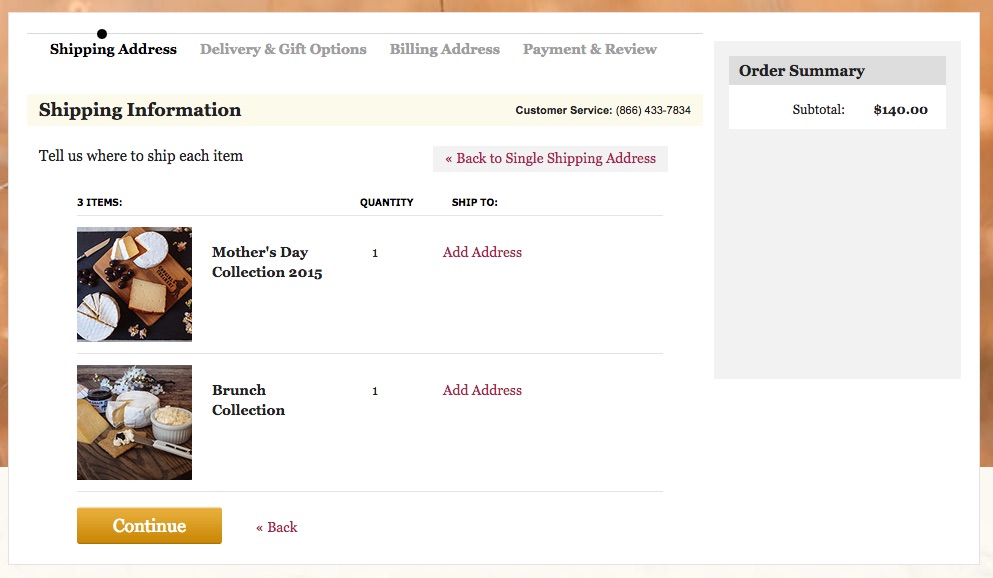 Shipping Address Delivery & Gift Options Billing Address Payment & Review
Shipping Information Customer Service: (866) 433-7834
Tell us where to ship each item « Back to Single Shipping Address
3 ITEMS: QUANTITY SHIP TO:
Mother's Day
Collection 2015
1 Add Address
Brunch
Collection
1 Add Address
Continue « Back
Order Summary
Subtotal: $140.00